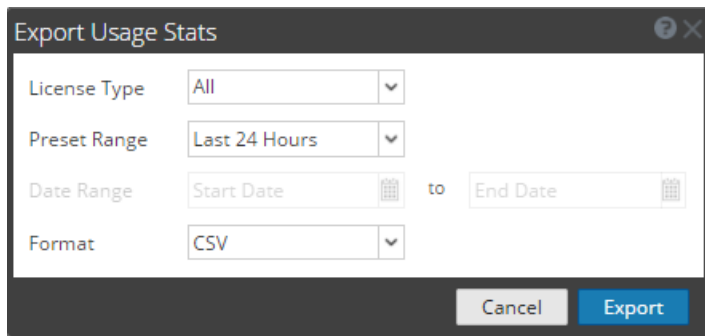 Export Usage Stats
License Type All
Preset Range Last 24 Hours
Date Range Start Date to End Date
Format CSV
Cancel Export